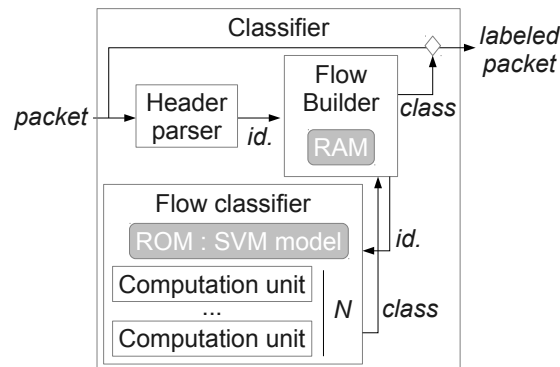 Classifier
labeled
packet
packet
Header
parser
id.
Flow
Builder
RAM
class
Flow classifier
ROM : SVM model
id.
Computation unit
...
Computation unit
N
class